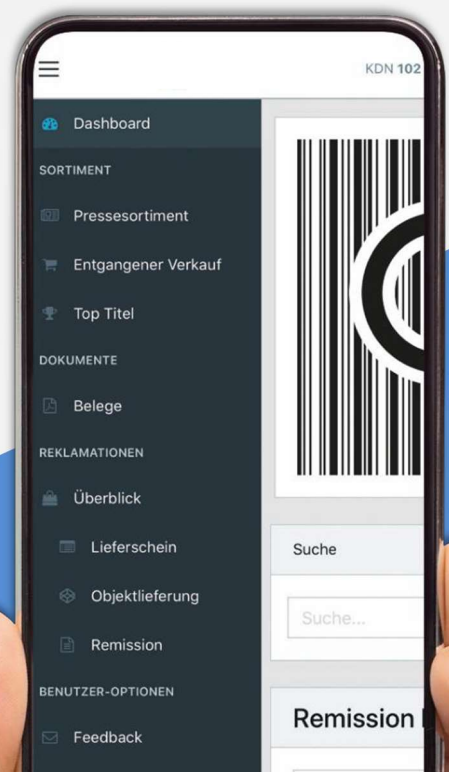 KDN 102
Dashboard
SORTIMENT
Pressesortiment
Entgangener Verkauf
Top Titel
DOKUMENTE
Belege
REKLAMATIONEN
Überblick
Lieferschein
Objektlieferung
Remission
BENUTZER-OPTIONEN
Feedback
Suche
Suche...
Remission